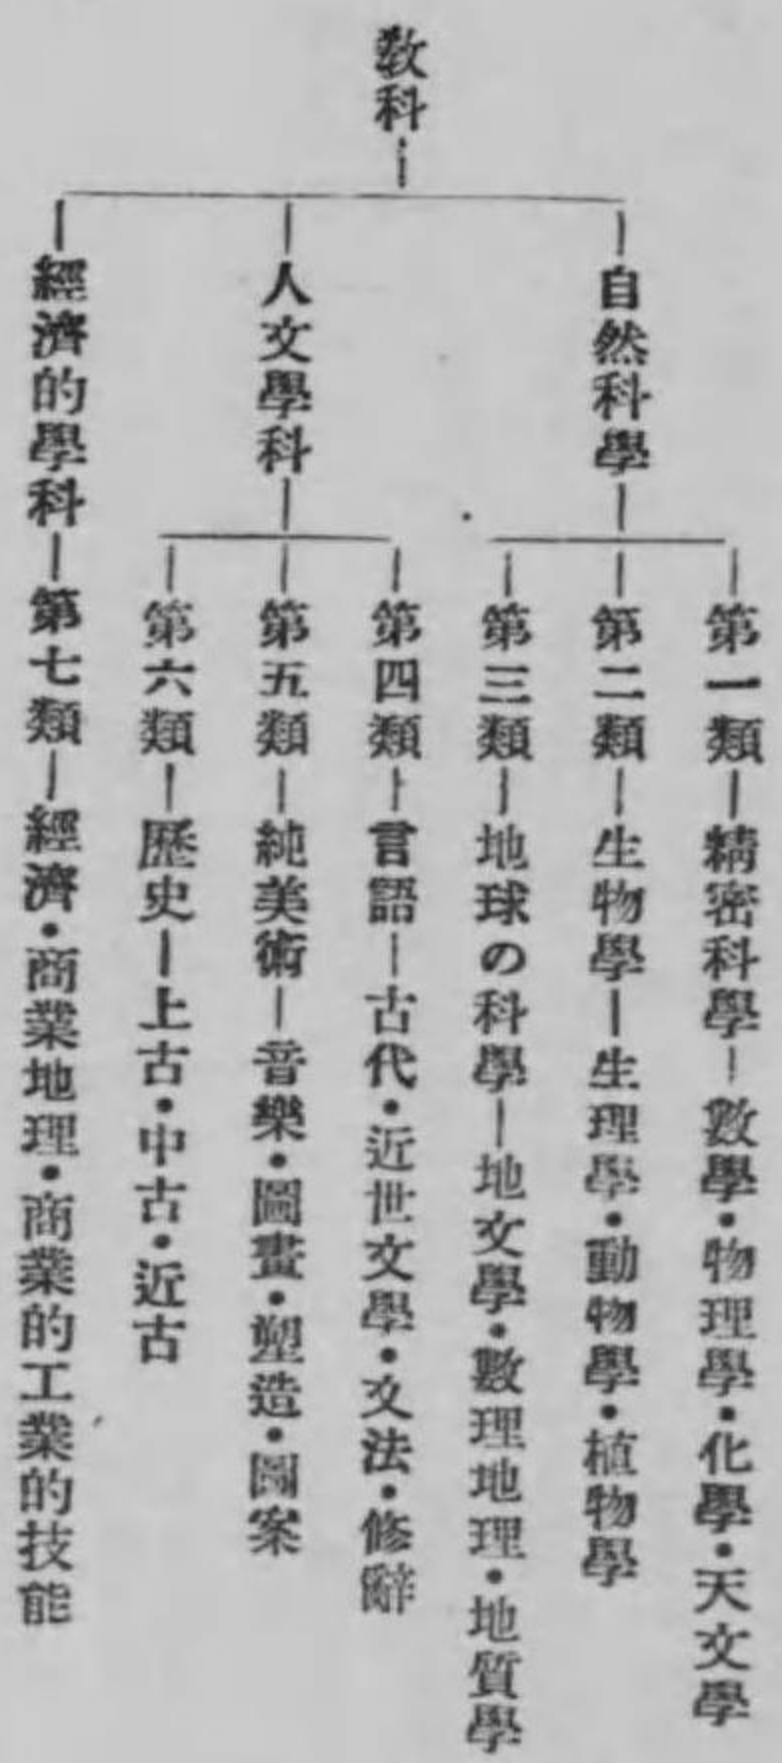 敎科
自然科學
第一類―精密科學―數學・物理學・化學・天文學
第二類―生物學―生理學・動物學・植物學
第三類―地球の科學―地文學・數理地理・地質學
人文學科
第四類―言語―古代・近世文學・文法・修辭
第五類―純美術―音樂・圖畫・塑造・圖案
第六類―歷史―上古・中古・近古
經濟的學科―第七類―經濟・商業地理・商業的工業的技能